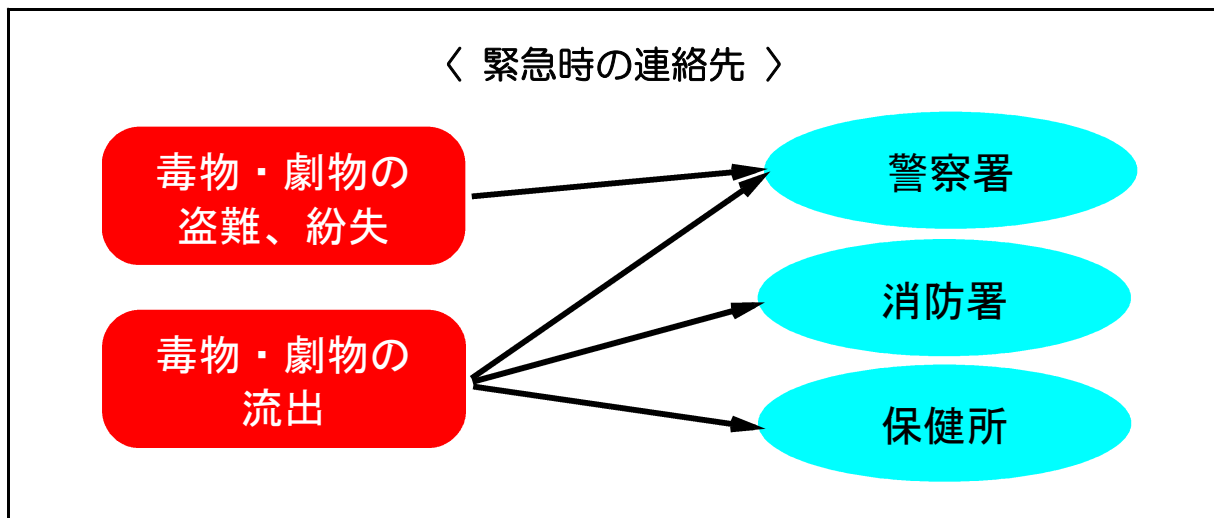 〈 緊急時の連絡先 〉
毒物・劇物の
盗難、紛失
警察署
消防署
毒物・劇物の
流出
保健所